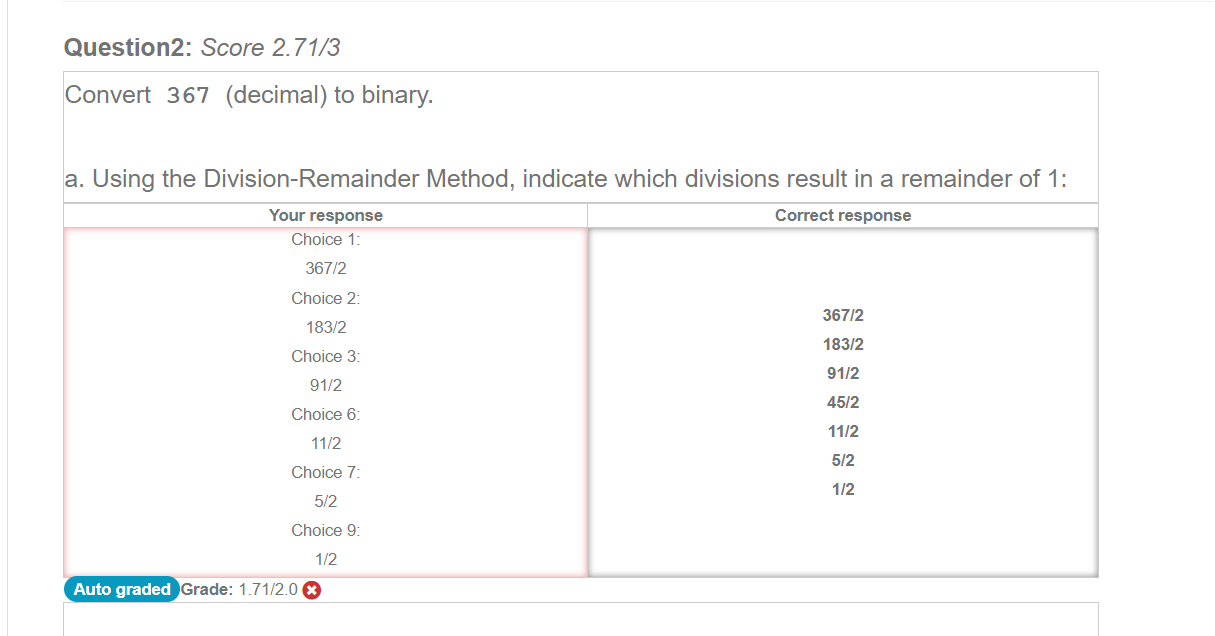 Question2: Score 2.71/3
Convert 367 (decimal) to binary.
a. Using the Division-Remainder Method, indicate which divisions result in a remainder of 1:
Your response
Correct response
Choice 1:
367/2
Choice 2:
183/2
Choice 3:
91/2
Choice 6:
11/2
Choice 7:
5/2
Choice 9:
1/2
367/2
183/2
91/2
45/2
11/2
5/2
1/2
Auto graded Grade: 1.71/2.0